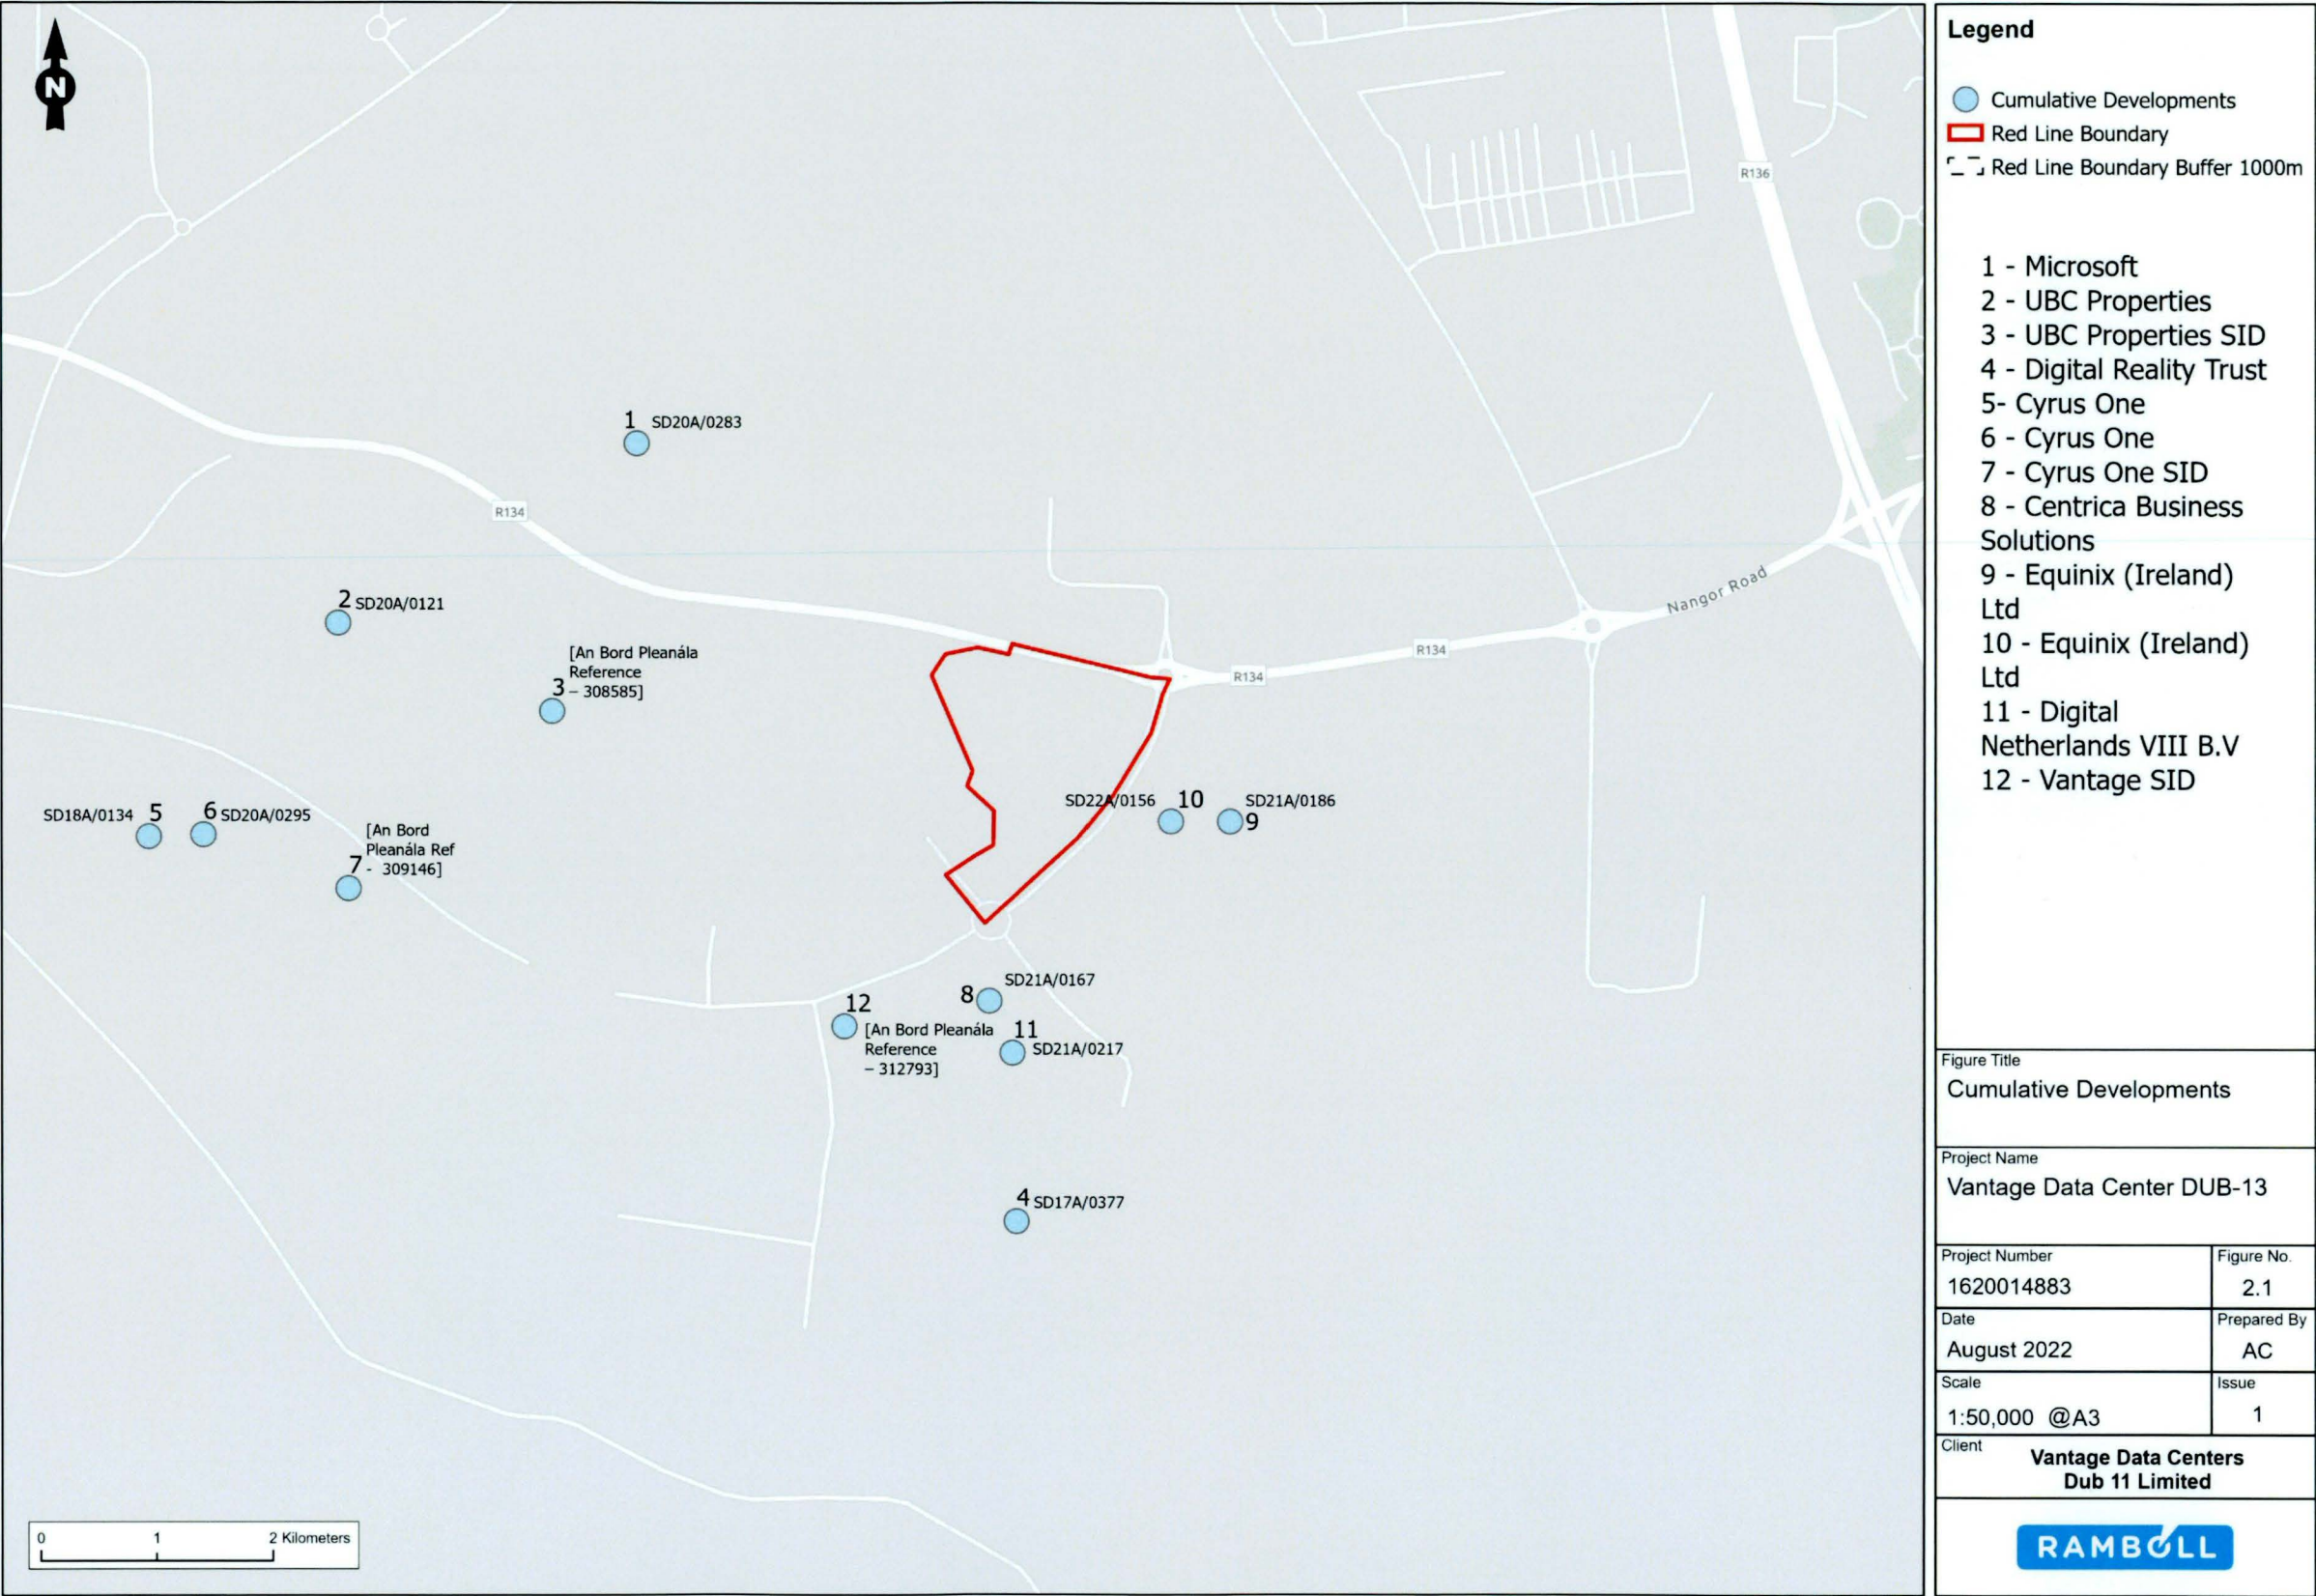 N
R136
1 SD20A/0283
R134
Nangor Road
2 SD20A/0121
[An Bord Pleanála
Reference
3 – 308585]
R134
R134
SD18A/0134 5
6 SD20A/0295
[An Bord
Pleanála Ref
7 - 309146]
SD22A/0156 10
SD21A/0186
9
SD21A/0167
8
12
[An Bord Pleanála
Reference
– 312793]
11
SD21A/0217
4 SD17A/0377
0 1 2 Kilometers
Legend
Cumulative Developments
Red Line Boundary
Red Line Boundary Buffer 1000m
1 - Microsoft
2 - UBC Properties
3 - UBC Properties SID
4 - Digital Reality Trust
5- Cyrus One
6 - Cyrus One
7 - Cyrus One SID
8 - Centrica Business
Solutions
9 - Equinix (Ireland)
Ltd
10 - Equinix (Ireland)
Ltd
11 - Digital
Netherlands VIII B.V
12 - Vantage SID
Figure Title
Cumulative Developments
Project Name
Vantage Data Center DUB-13
Project Number
1620014883
Figure No.
2.1
Date
August 2022
Prepared By
AC
Scale
1:50,000 @A3
Issue
1
Client
Vantage Data Centers
Dub 11 Limited
RAMBOLL